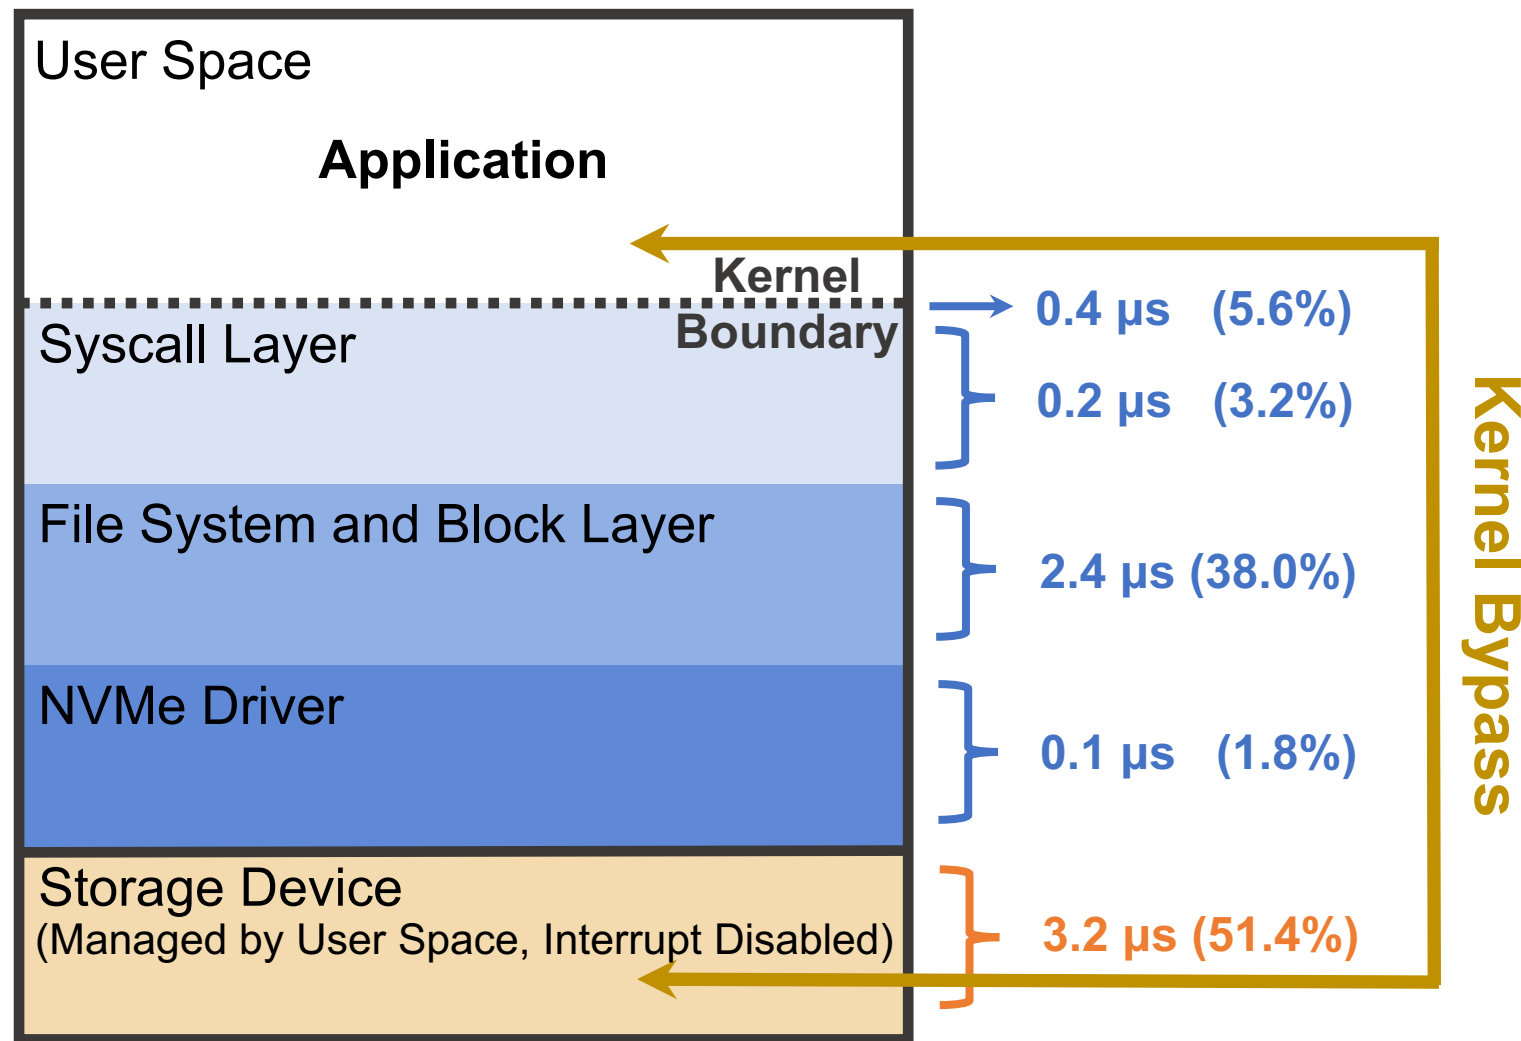 User Space
Application
Kernel
Boundary
0.4 µs (5.6%)
Syscall Layer
0.2 µs (3.2%)
File System and Block Layer
2.4 µs (38.0%)
NVMe Driver
0.1 µs (1.8%)
Storage Device
(Managed by User Space, Interrupt Disabled)
3.2 µs (51.4%)
Kernel Bypass